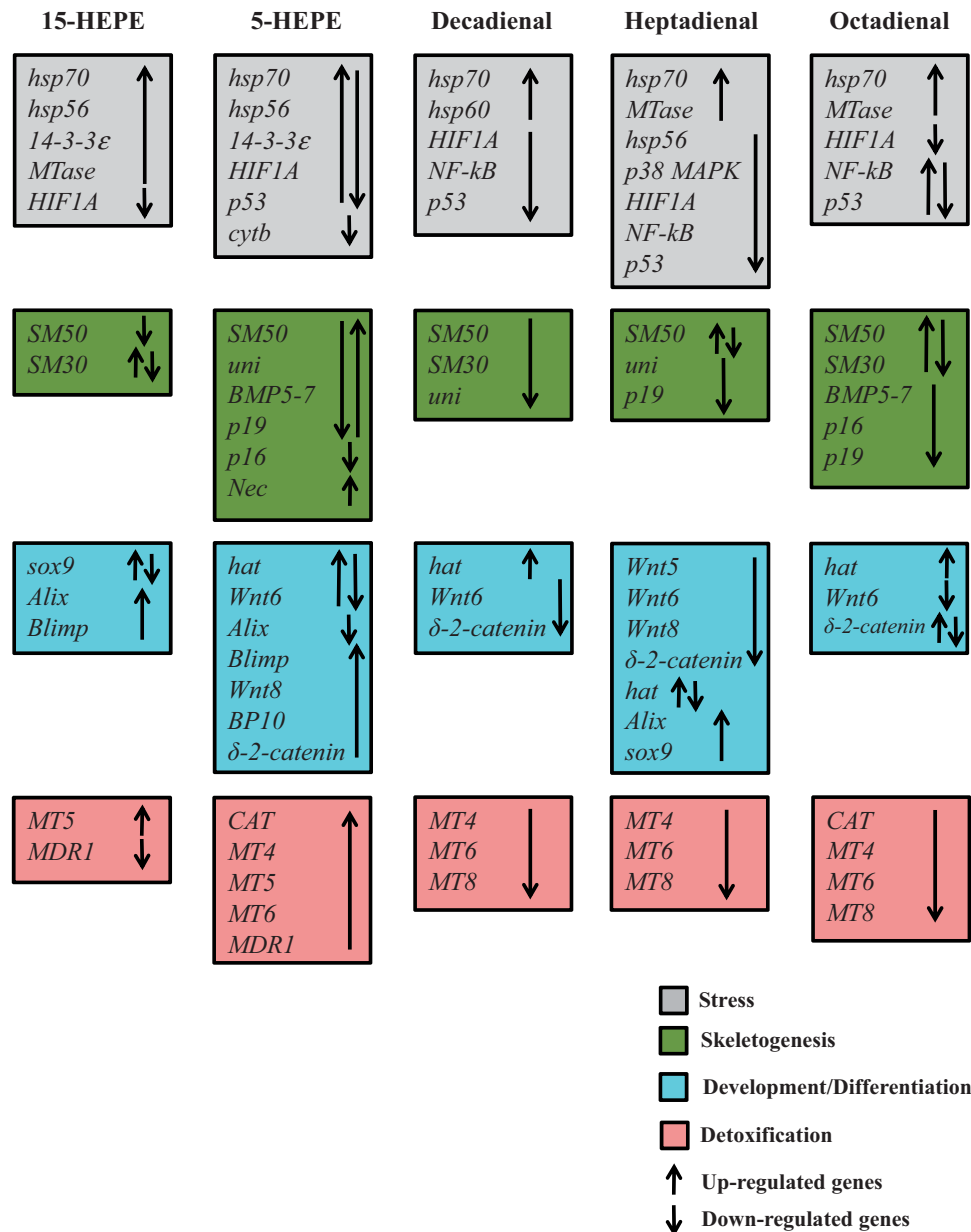 15-HEPE
5-HEPE
Decadienal
Heptadienal
Octadienal
hsp70
hsp56
14-3-3ε
MTase
HIF1A
hsp70
hsp56
14-3-3ε
HIF1A
p53
cytb
hsp70
hsp60
HIF1A
NF-kB
p53
hsp70
MTase
hsp56
p38 MAPK
HIF1A
NF-kB
p53
hsp70
MTase
HIF1A
NF-kB
p53
SM50
SM30
SM50
uni
BMP5-7
p19
p16
Nec
SM50
SM30
uni
SM50
uni
p19
SM50
SM30
BMP5-7
p16
p19
sox9
Alix
Blimp
hat
Wnt6
Alix
Blimp
Wnt8
BP10
δ-2-catenin
hat
Wnt6
δ-2-catenin
Wnt5
Wnt6
Wnt8
δ-2-catenin
hat
Alix
sox9
hat
Wnt6
δ-2-catenin
MT5
MDR1
CAT
MT4
MT5
MT6
MDR1
MT4
MT6
MT8
MT4
MT6
MT8
CAT
MT4
MT6
MT8
Stress
Skeletogenesis
Development/Differentiation
Detoxification
Up-regulated genes
Down-regulated genes